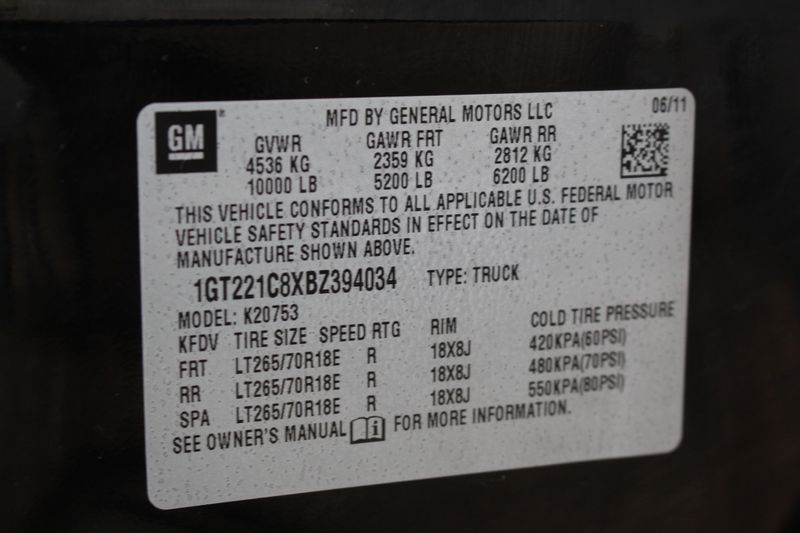 06/11
MFD BY GENERAL MOTORS LLC
GM
GVWR GAWR FRT GAWR RR
4536 KG 2359 KG 2812 KG
10000 LB 5200 LB 6200 LB
THIS VEHICLE CONFORMS TO ALL APPLICABLE U.S. FEDERAL MOTOR
VEHICLE SAFETY STANDARDS IN EFFECT ON THE DATE OF
MANUFACTURE SHOWN ABOVE.
1GT221C8XBZ394034 TYPE: TRUCK
MODEL: K20753
KFDV TIRE SIZE SPEED RTG RIM COLD TIRE PRESSURE
FRT LT265/70R18E R 18X8J 420KPA(60PSI)
RR LT265/70R18E R 18X8J 480KPA(70PSI)
SPA LT265/70R18E R 18X8J 550KPA(80PSI)
SEE OWNER'S MANUAL i FOR MORE INFORMATION.